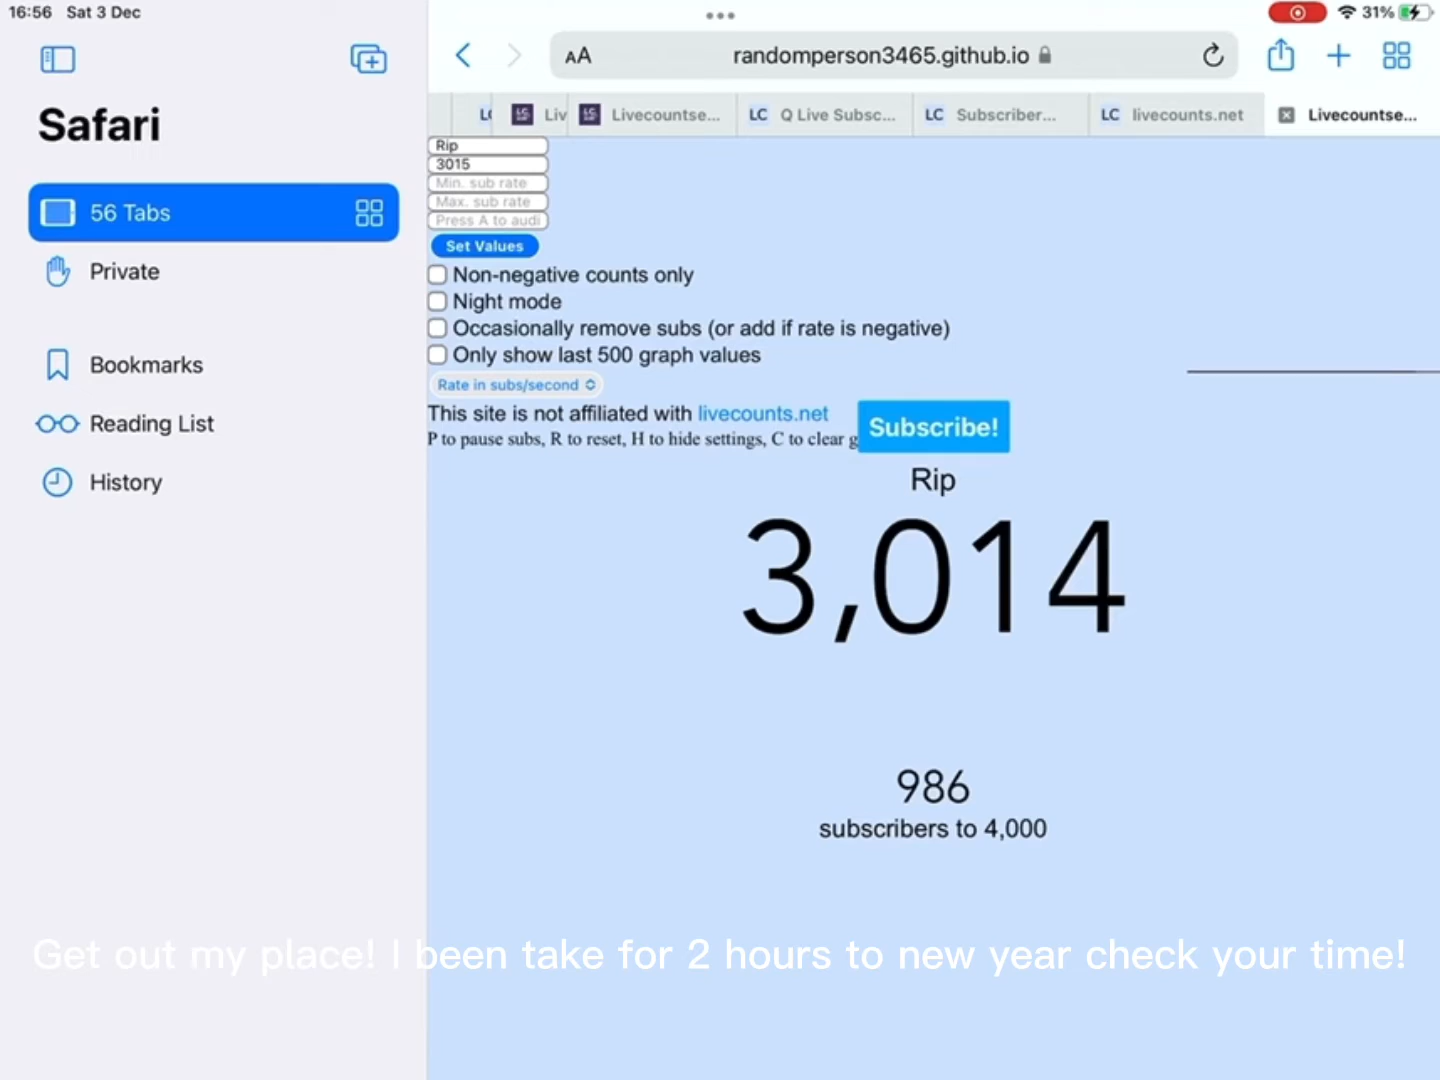 16:56 Sat 3 Dec
31%
Safari
56 Tabs
Private
Bookmarks
Reading List
History
AA
randomperson3465.github.io
LC
Liv
Livecountse...
LC Q Live Subsc...
LC Subscriber...
LC livecounts.net
Livecountse...
Rip
3015
Min. sub rate
Max. sub rate
Press A to audi
Set Values
Non-negative counts only
Night mode
Occasionally remove subs (or add if rate is negative)
Only show last 500 graph values
Rate in subs/second
This site is not affiliated with livecounts.net
P to pause subs, R to reset, H to hide settings, C to clear g
Subscribe!
Rip
3,014
986
subscribers to 4,000
Get out my place! I been take for 2 hours to new year check your time!